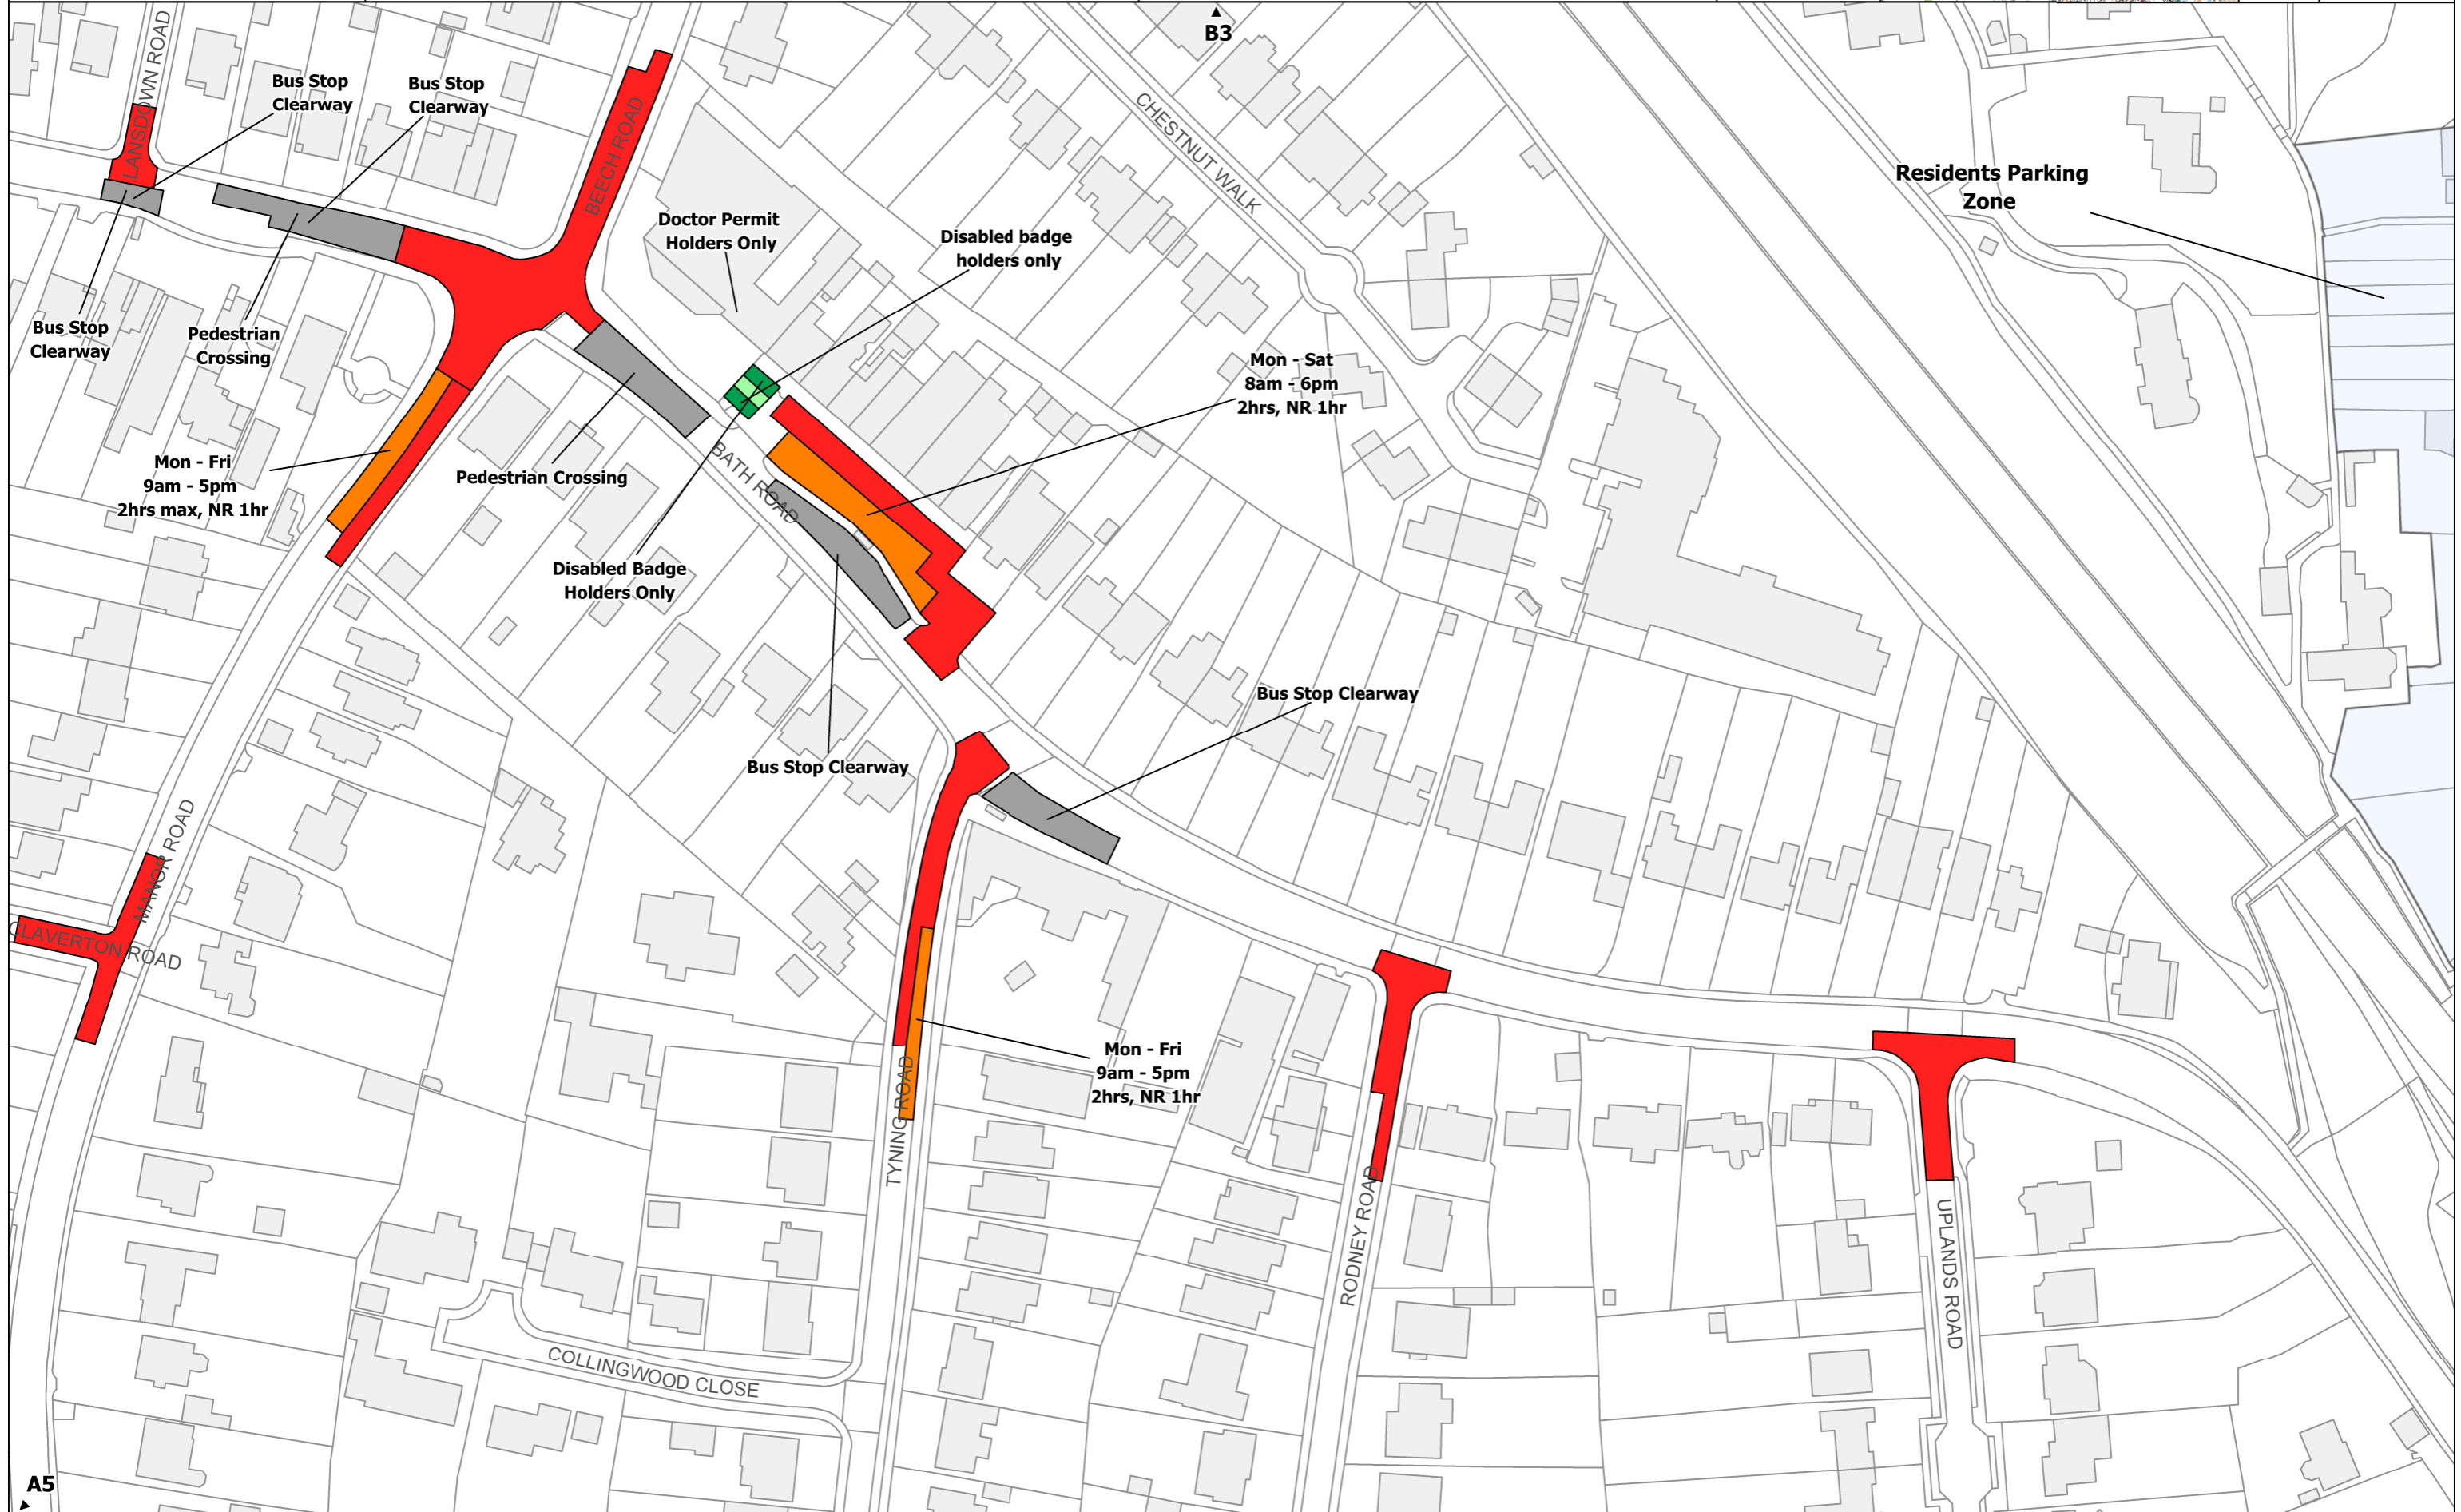 B3
LANSDOWN ROAD
Bus Stop
Clearway
Bus Stop
Clearway
BEECH ROAD
CHESTNUT WALK
Residents Parking
Zone
Doctor Permit
Holders Only
Disabled badge
holders only
Bus Stop
Clearway
Pedestrian
Crossing
Mon - Sat
8am - 6pm
2hrs, NR 1hr
Mon - Fri
9am - 5pm
2hrs max, NR 1hr
Pedestrian Crossing
BATH ROAD
Disabled Badge
Holders Only
Bus Stop Clearway
Bus Stop Clearway
MANOR ROAD
CLAVERTON ROAD
Mon - Fri
9am - 5pm
2hrs, NR 1hr
TYNING ROAD
RODNEY ROAD
UPLANDS ROAD
COLLINGWOOD CLOSE
A5